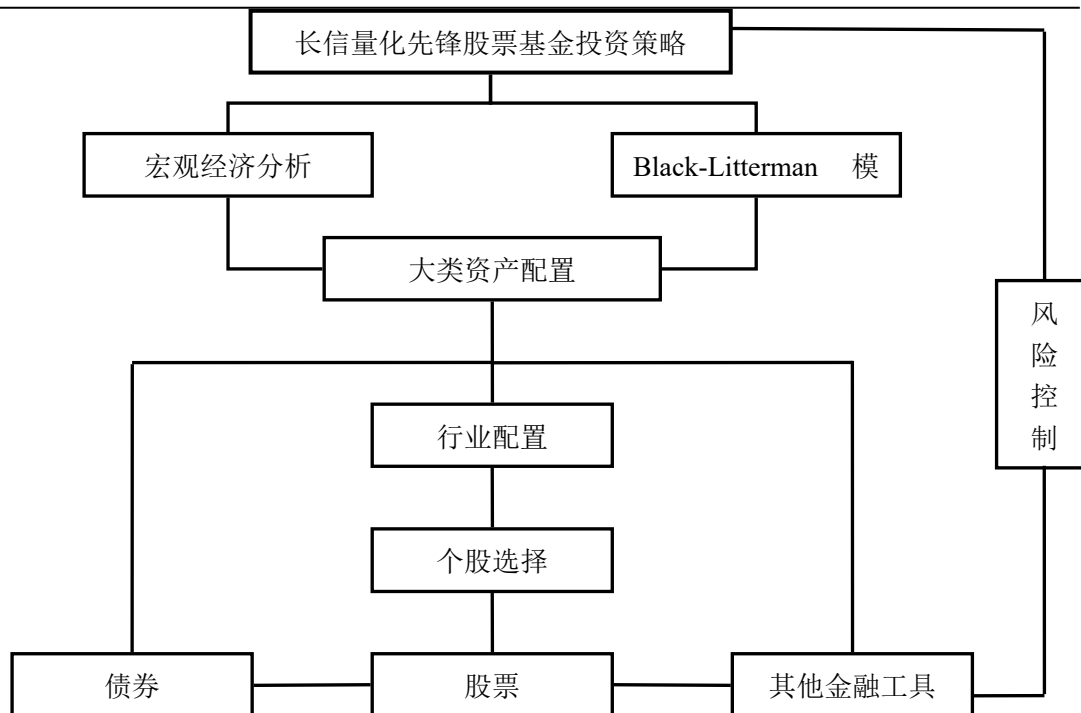 长信量化先锋股票基金投资策略
宏观经济分析
Black-Litterman 模
大类资产配置
风
险
控
制
行业配置
个股选择
债券
股票
其他金融工具